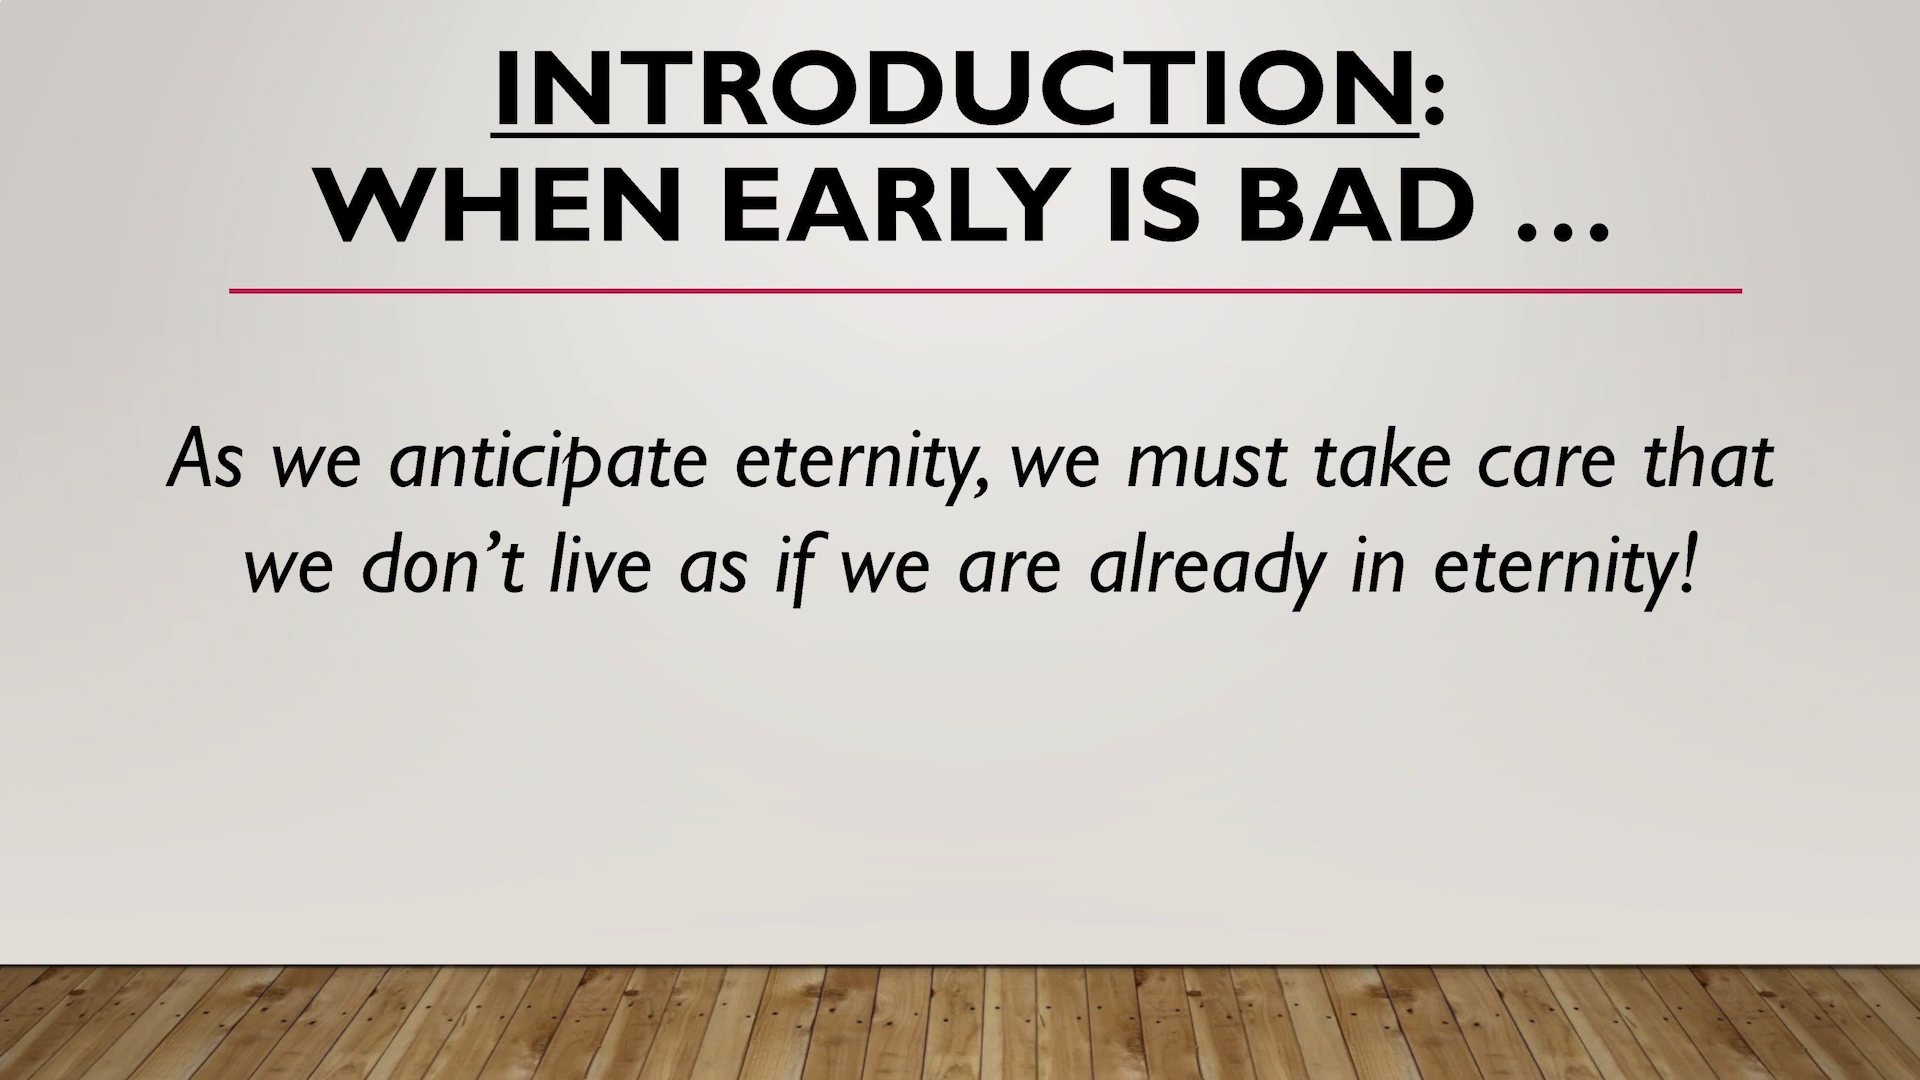 INTRODUCTION:
WHEN EARLY IS BAD …
As we anticipate eternity, we must take care that
we don’t live as if we are already in eternity!